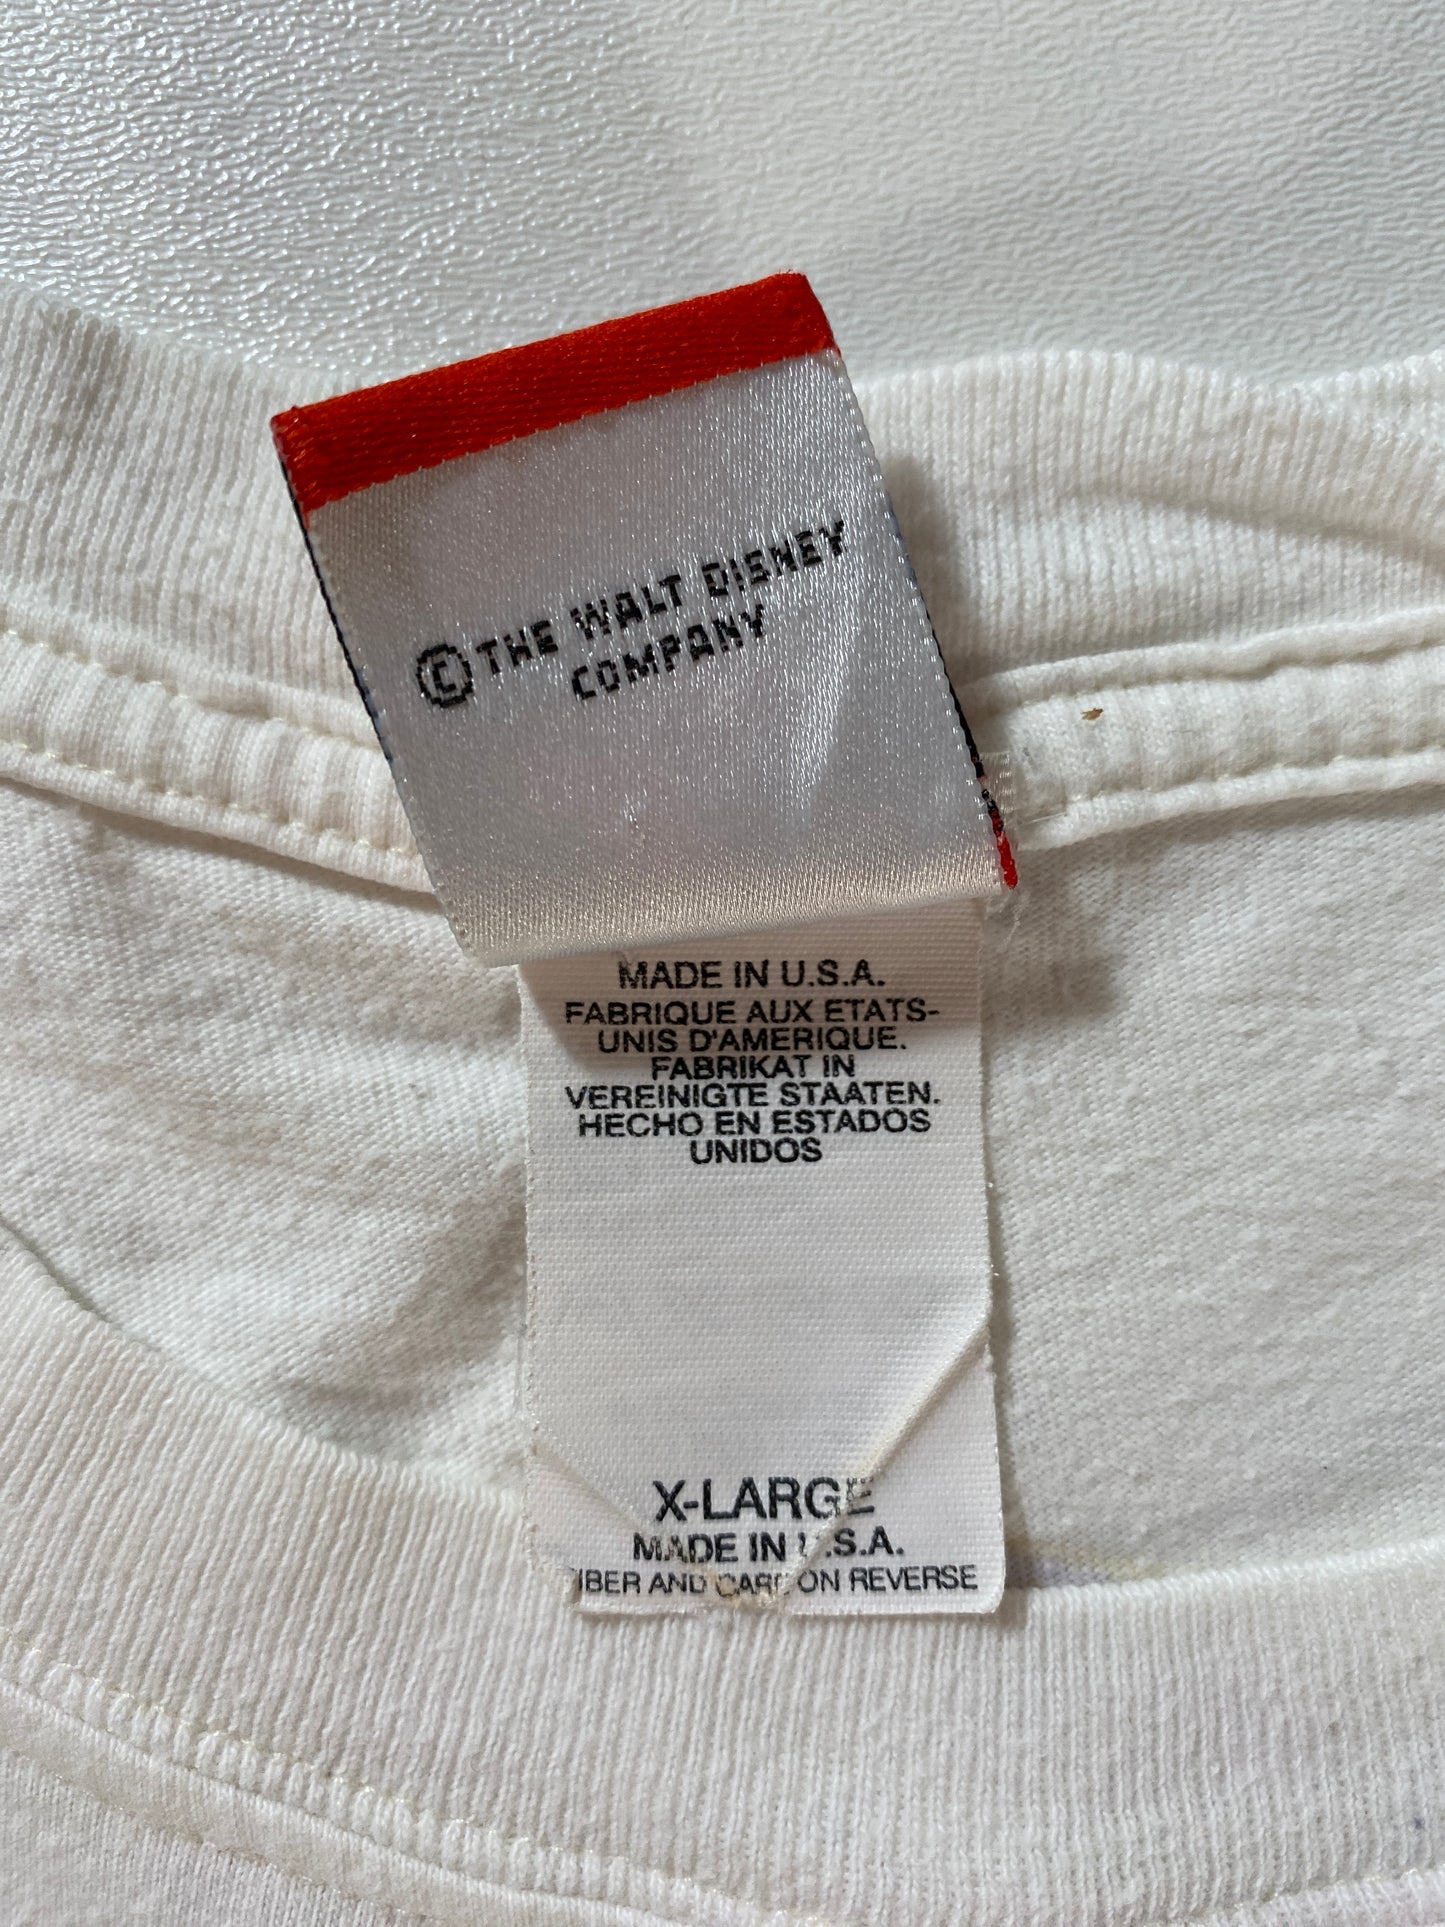 © THE WALT DISNEY
COMPANY
MADE IN U.S.A.
FABRIQUE AUX ETATS-
UNIS D'AMERIQUE.
FABRIKAT IN
VEREINIGTE STAATEN.
HECHO EN ESTADOS
UNIDOS
X-LARGE
MADE IN U.S.A.
FIBER AND CARE ON REVERSE